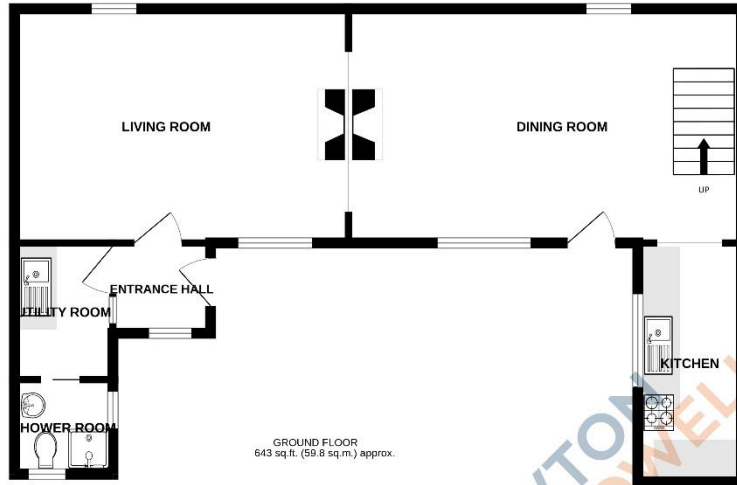 LIVING ROOM
DINING ROOM
UP
ENTRANCE HALL
UTILITY ROOM
KITCHEN
SHOWER ROOM
GROUND FLOOR
643 sq.ft. (59.8 sq.m.) approx.